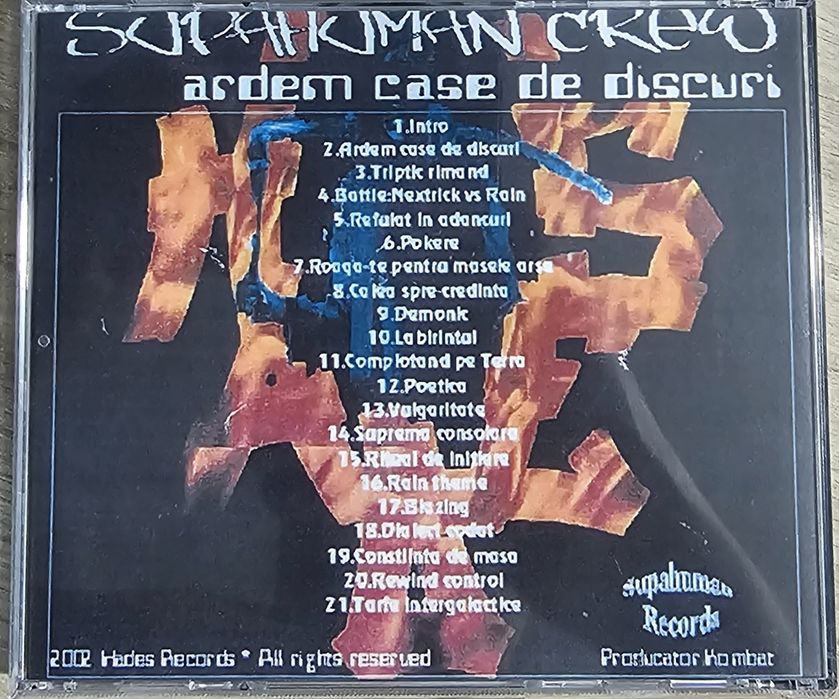 SUPAHUMAN CREW
ardem case de discuri
1.Intro
2.Ardem case de discuri
3.Triptic rimand
4.Battle:Nextrick vs Rain
5.Refulat in adancuri
6.Pokere
7.Roaga-te pentru masele arse
8.Calea spre-credinta
9.Demonic
10.Labirintul
11.Complotand pe Terra
12.Poetica
13.Vulgaritate
14.Suprema consolare
15.Ritual de initiere
16.Rain theme
17.Blazing
18.Dialect codat
19.Constiinta de masa
20.Rewind control
21.Tarfe intergalactice
supahuman
Records
2002 Hades Records * All rights reserved
Producator:Kombat